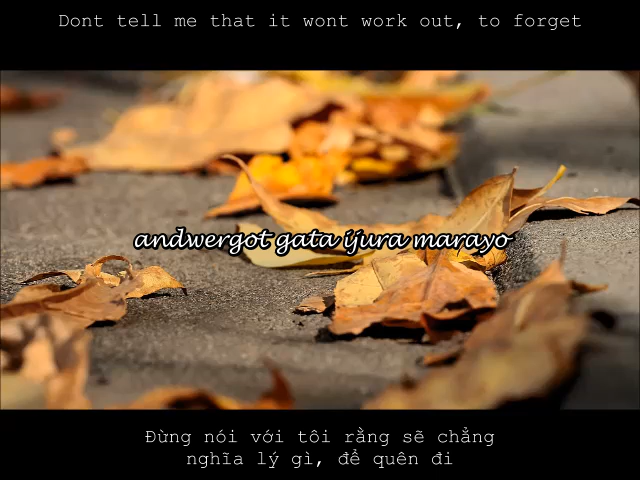 Dont tell me that it wont work out, to forget
andwergot gata ijura marayo
Đừng nói với tôi rằng sẽ chẳng
nghĩa lý gì, để quên đi